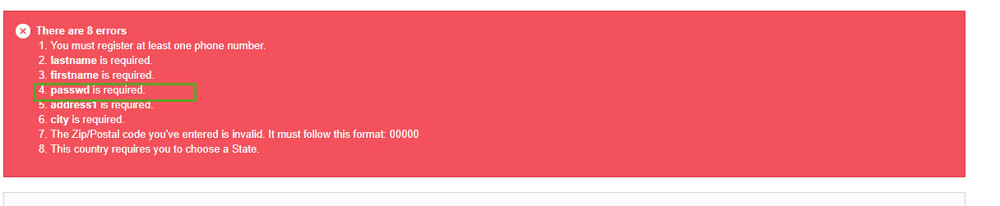 There are 8 errors
1. You must register at least one phone number.
2. lastname is required.
3. firstname is required.
4. passwd is required.
5. address1 is required.
6. city is required.
7. The Zip/Postal code you've entered is invalid. It must follow this format: 00000
8. This country requires you to choose a State.